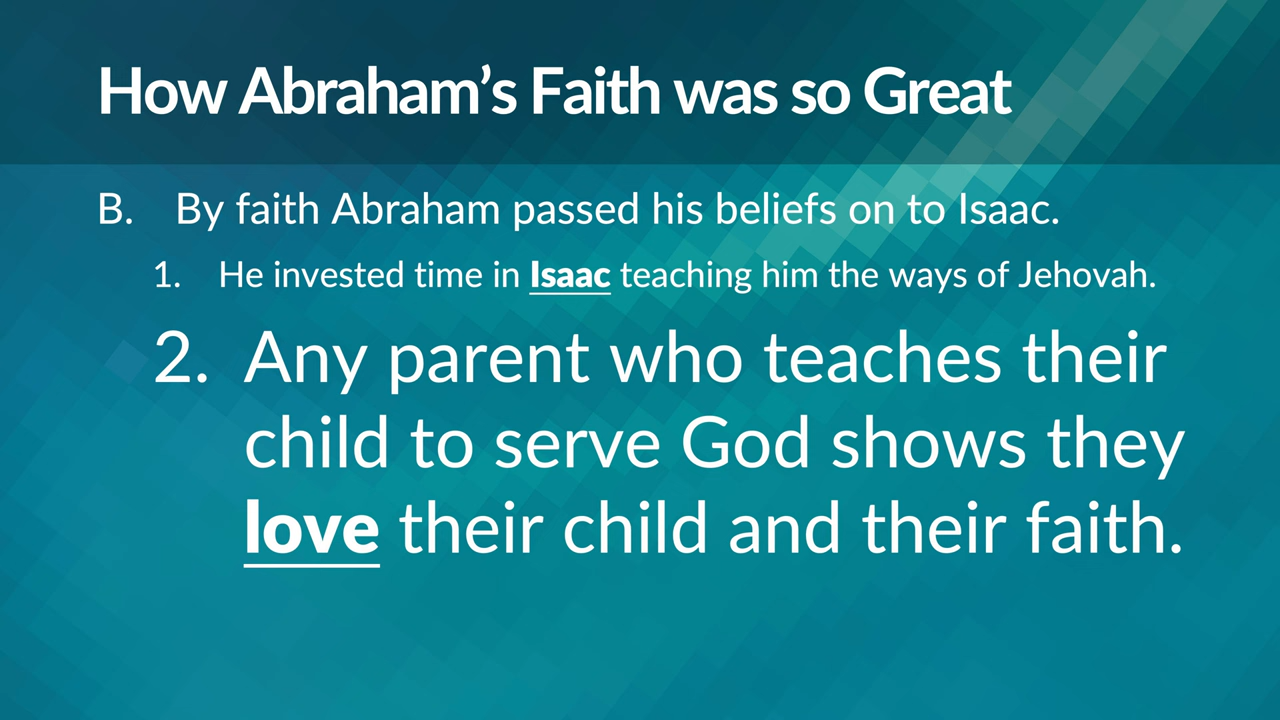 How Abraham’s Faith was so Great
B. By faith Abraham passed his beliefs on to Isaac.
1. He invested time in Isaac teaching him the ways of Jehovah.
2. Any parent who teaches their
child to serve God shows they
love their child and their faith.